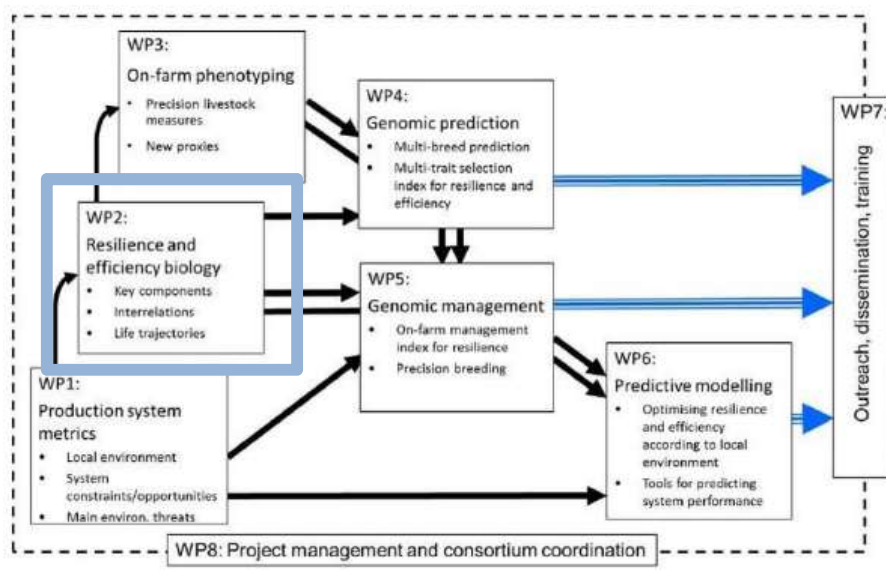 WP3:
On-farm phenotyping
• Precision livestock
measures
• New proxies
WP4:
Genomic prediction
• Multi-breed prediction
• Multi-trait selection
index for resilience and
efficiency
WP7:
Outreach, dissemination, training
WP2:
Resilience and
efficiency biology
• Key components
• Interrelations
• Life trajectories
WP5:
Genomic management
• On-farm management
index for resilience
• Precision breeding
WP6:
Predictive modelling
• Optimising resilience
and efficiency
according to local
environment
• Tools for predicting
system performance
WP1:
Production system
metrics
• Local environment
• System
constraints/opportunities
• Main environ. threats
WP8: Project management and consortium coordination